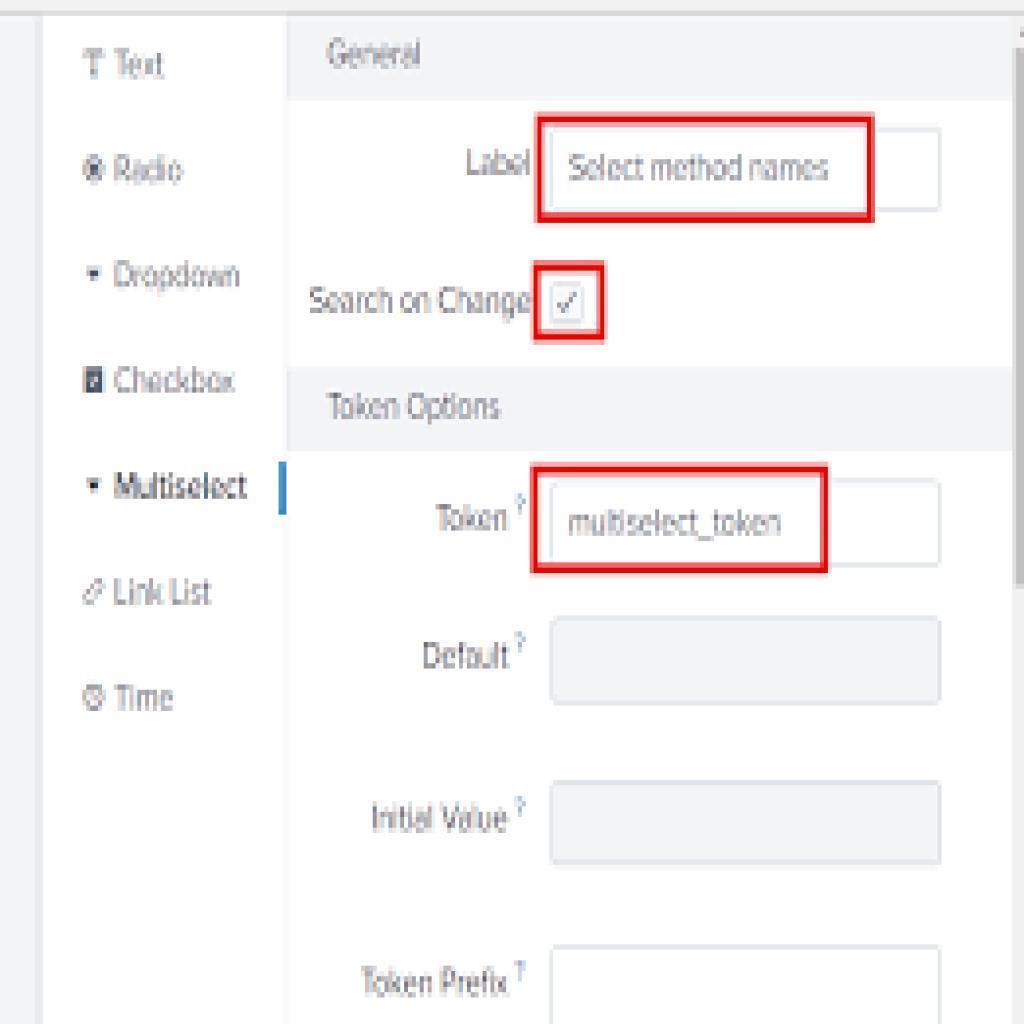 Text
Radio
Dropdown
Checkbox
Multiselect
Link List
Time
General
Label
Select method names
Search on Change
Token Options
Token ?
multiselect_token
Default ?
Initial Value ?
Token Prefix ?